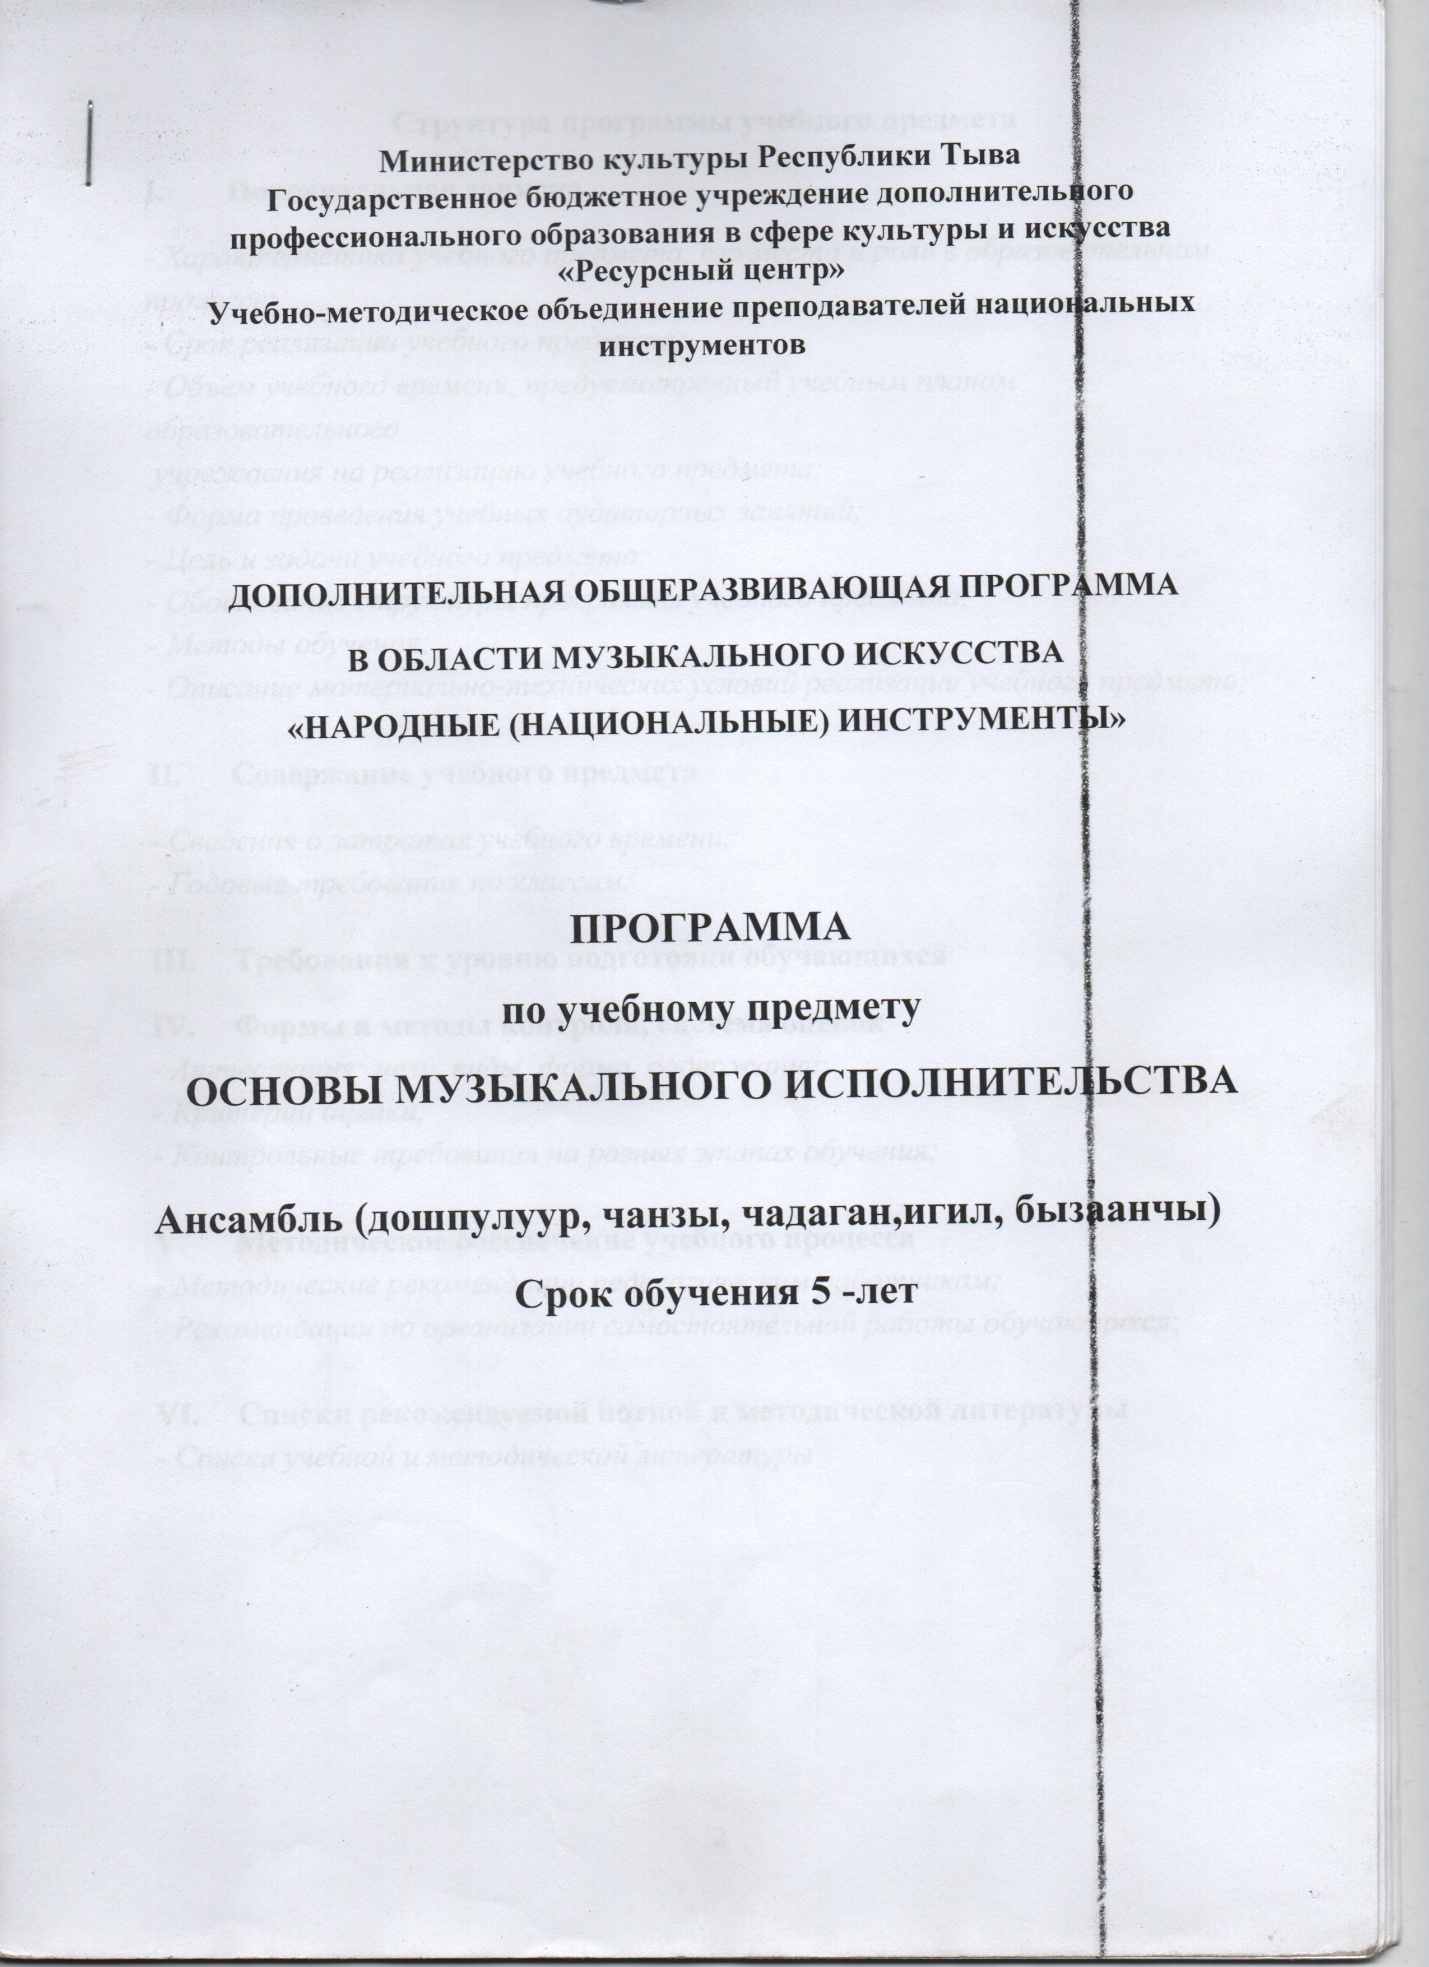 Министерство культуры Республики Тыва
Государственное бюджетное учреждение дополнительного
профессионального образования в сфере культуры и искусства
«Ресурсный центр»
Учебно-методическое объединение преподавателей национальных
инструментов
ДОПОЛНИТЕЛЬНАЯ ОБЩЕРАЗВИВАЮЩАЯ ПРОГРАММА
В ОБЛАСТИ МУЗЫКАЛЬНОГО ИСКУССТВА
«НАРОДНЫЕ (НАЦИОНАЛЬНЫЕ) ИНСТРУМЕНТЫ»
ПРОГРАММА
по учебному предмету
ОСНОВЫ МУЗЫКАЛЬНОГО ИСПОЛНИТЕЛЬСТВА
Ансамбль (дошпулуур, чанзы, чадаган,игил, бызаанчы)
Срок обучения 5 -лет